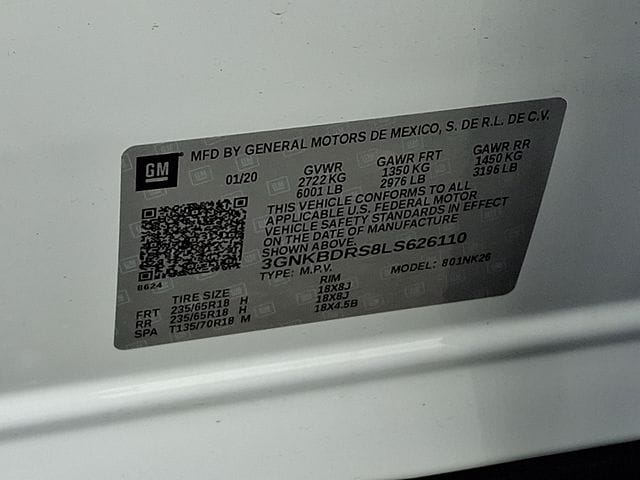 GM MFD BY GENERAL MOTORS DE MEXICO, S. DE R.L. DE C.V.
01/20 GVWR GAWR FRT GAWR RR
2722 KG 1350 KG 1450 KG
6001 LB 2976 LB 3196 LB
THIS VEHICLE CONFORMS TO ALL
APPLICABLE U.S. FEDERAL MOTOR
VEHICLE SAFETY STANDARDS IN EFFECT
ON THE DATE OF MANUFACTURE
SHOWN ABOVE.
3GNKBDRS8LS626110
TYPE: M.P.V. MODEL: 801NK26
8624
TIRE SIZE RIM
FRT 235/65R18 H 18X8J
RR 235/65R18 H 18X8J
SPA T135/70R18 M 18X4.5B